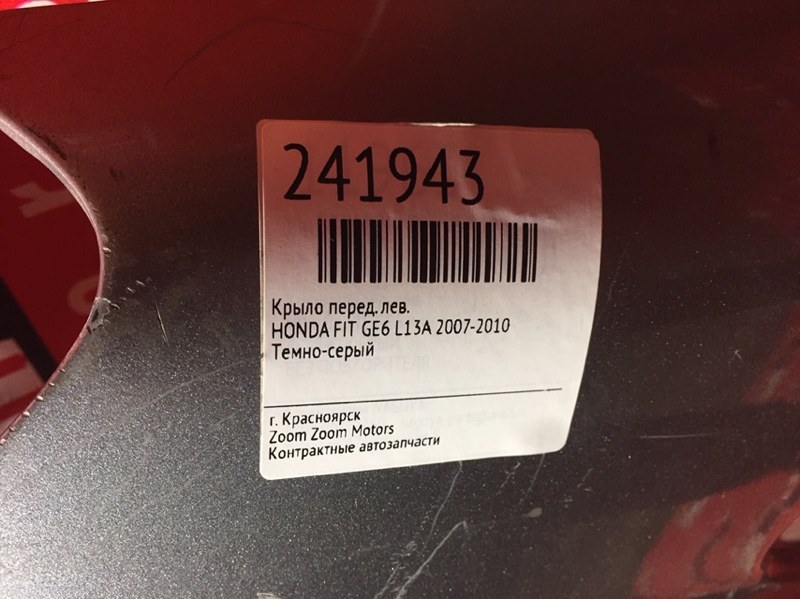 241943
Крыло перед. лев.
HONDA FIT GE6 L13A 2007-2010
Темно-серый
г. Красноярск
Zoom Zoom Motors
Контрактные автозапчасти